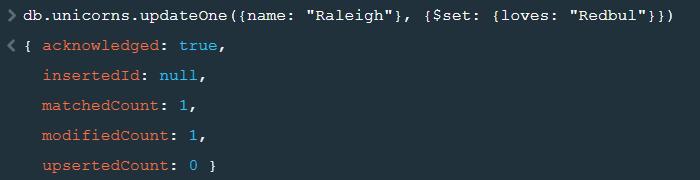 > db.unicorns.updateOne({name: "Raleigh"}, {$set: {loves: "Redbul"}})
< { acknowledged: true,
insertedId: null,
matchedCount: 1,
modifiedCount: 1,
upsertedCount: 0 }